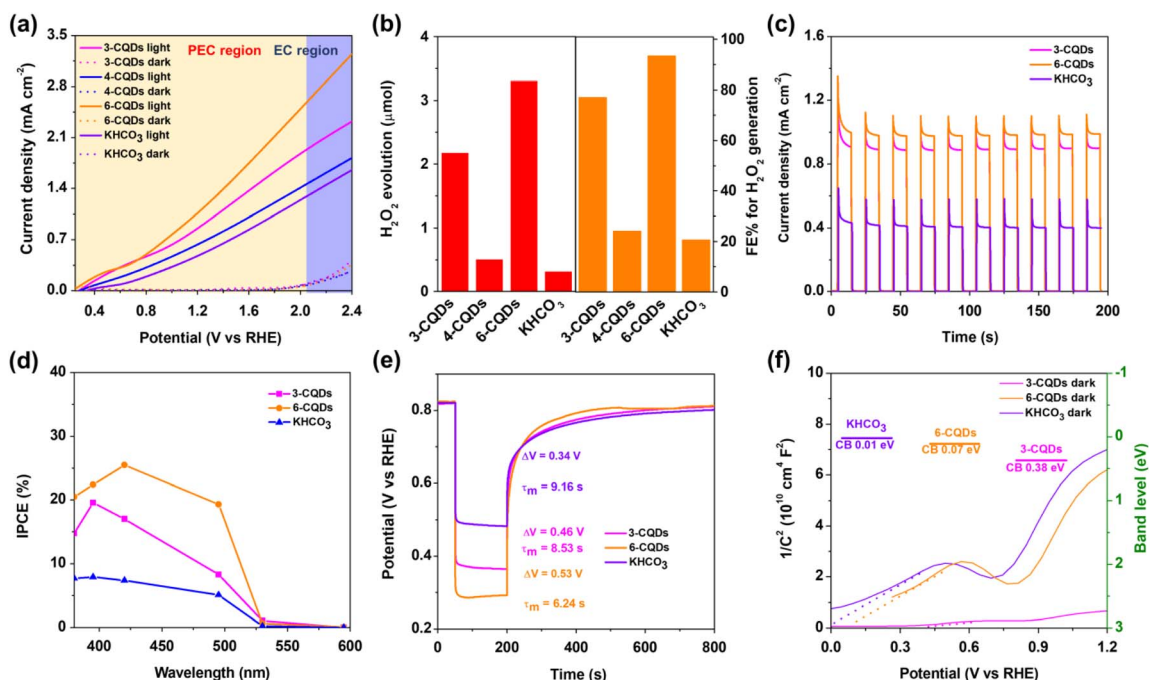 (a)
3-CQDs light
3-CQDs dark
4-CQDs light
4-CQDs dark
6-CQDs light
6-CQDs dark
KHCO₃ light
KHCO₃ dark
PEC region
EC region
Current density (mA cm⁻²)
3.5
2.8
2.1
1.4
0.7
0.0
0.4 0.8 1.2 1.6 2.0 2.4
Potential (V vs RHE)
(b)
H₂O₂ evolution (μmol)
4
3
2
1
0
3-CQDs
4-CQDs
6-CQDs
KHCO₃
3-CQDs
4-CQDs
6-CQDs
KHCO₃
100
90
80
70
60
50
40
30
20
10
0
FE% for H₂O₂ generation
(c)
3-CQDs
6-CQDs
KHCO₃
Current density (mA cm⁻²)
1.6
1.2
0.8
0.4
0.0
0 50 100 150 200
Time (s)
(d)
3-CQDs
6-CQDs
KHCO₃
IPCE (%)
40
30
20
10
0
400 450 500 550 600
Wavelength (nm)
(e)
Potential (V vs RHE)
0.8
0.6
0.4
0.2
ΔV = 0.34 V
τm = 9.16 s
ΔV = 0.46 V
τm = 8.53 s
ΔV = 0.53 V
τm = 6.24 s
3-CQDs
6-CQDs
KHCO₃
0 200 400 600 800
Time (s)
(f)
3-CQDs dark
6-CQDs dark
KHCO₃ dark
KHCO₃
CB 0.01 eV
6-CQDs
CB 0.07 eV
3-CQDs
CB 0.38 eV
1/C² (10¹⁰ cm⁴ F²)
10
8
6
4
2
0
0.0 0.3 0.6 0.9 1.2
Potential (V vs RHE)
-1
0
1
2
3
Band level (eV)